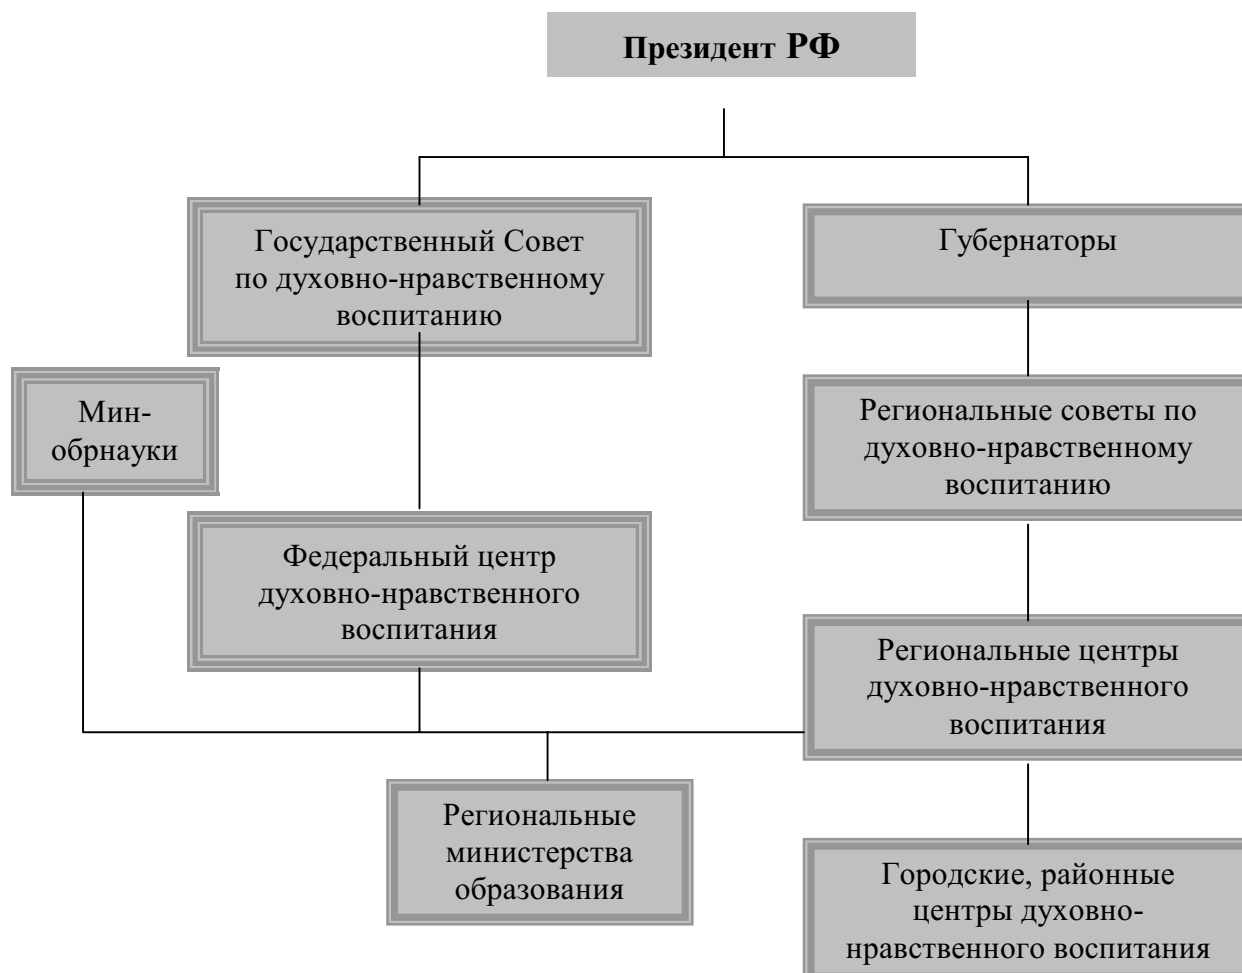 Президент РФ
Государственный Совет
по духовно-нравственному
воспитанию
Губернаторы
Мин-
обрнауки
Региональные советы по
духовно-нравственному
воспитанию
Федеральный центр
духовно-нравственного
воспитания
Региональные центры
духовно-нравственного
воспитания
Региональные
министерства
образования
Городские, районные
центры духовно-
нравственного воспитания